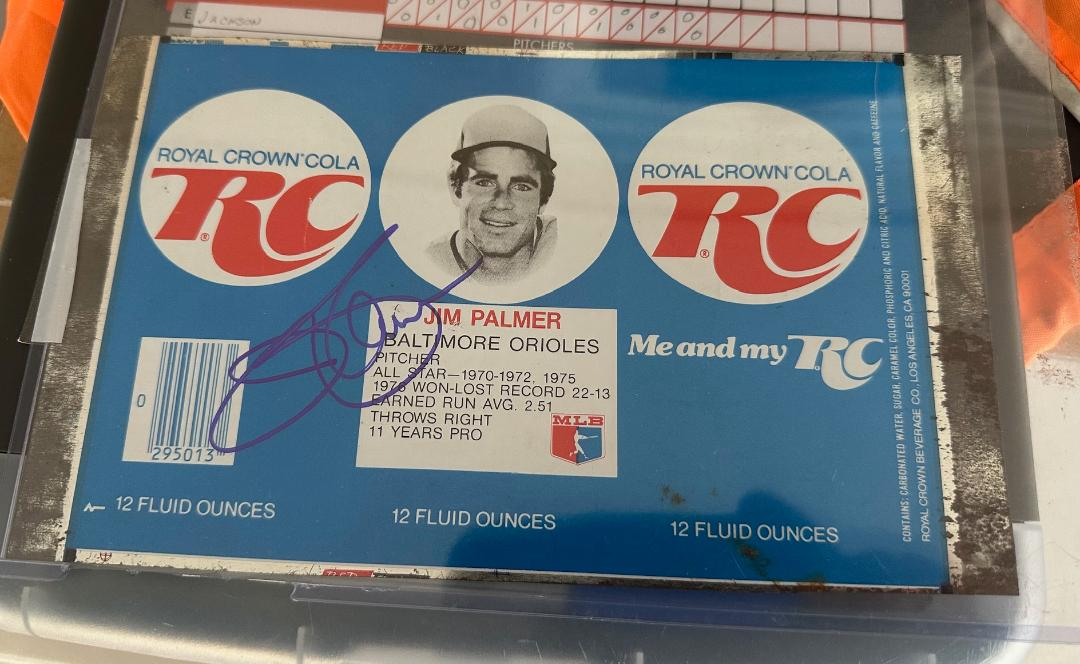 E JACKSON
PITCHERS
RED BLACK
ROYAL CROWN COLA
RC®
ROYAL CROWN COLA
RC®
JIM PALMER
BALTIMORE ORIOLES
PITCHER
ALL STAR—1970-1972, 1975
1976 WON-LOST RECORD 22-13
EARNED RUN AVG. 2.51
THROWS RIGHT
11 YEARS PRO
MLB
Me and my RC®
0
295013
12 FLUID OUNCES
12 FLUID OUNCES
12 FLUID OUNCES
RED
CONTAINS: CARBONATED WATER, SUGAR, CARAMEL COLOR, PHOSPHORIC AND CITRIC ACID, NATURAL FLAVOR AND CAFFEINE
ROYAL CROWN BEVERAGE CO., LOS ANGELES, CA 90001